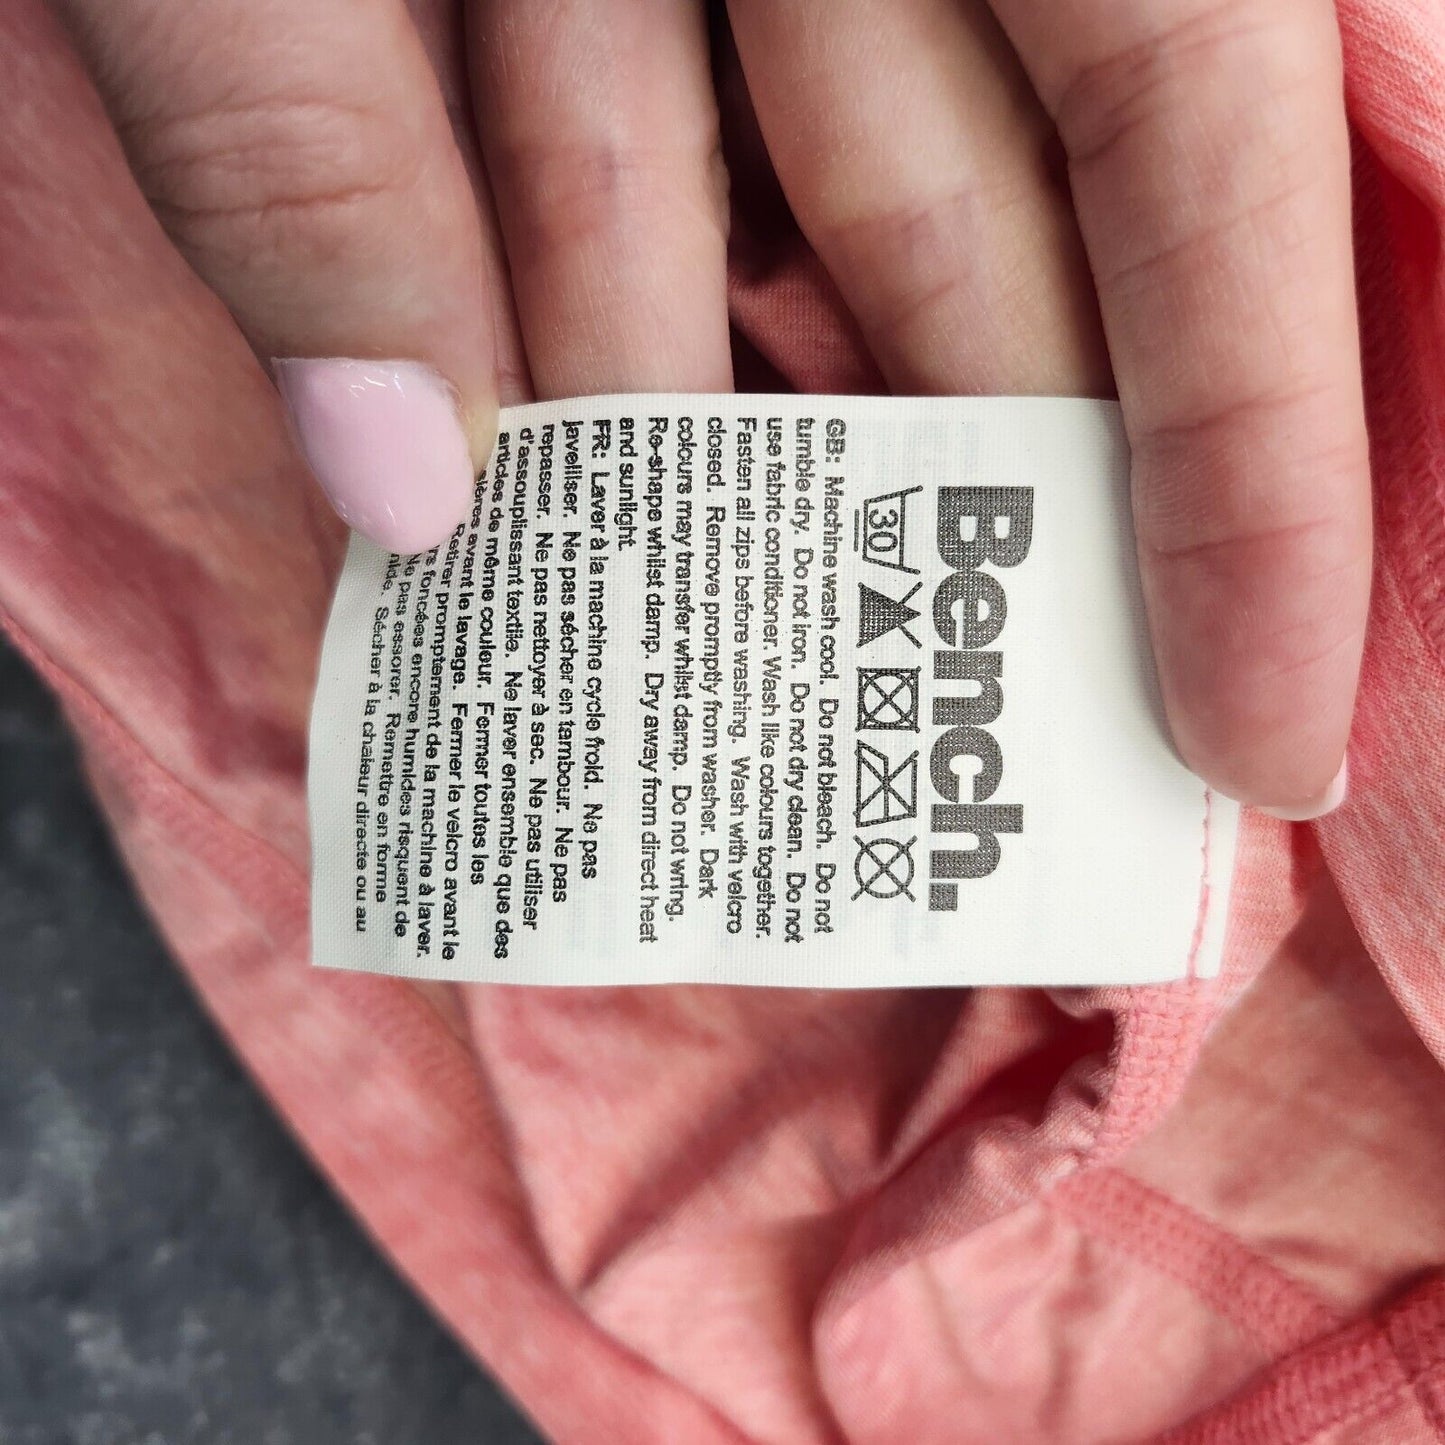 Bench.
30
GB: Machine wash cool. Do not bleach. Do not
tumble dry. Do not iron. Do not dry clean. Do not
use fabric conditioner. Wash like colours together.
Fasten all zips before washing. Wash with velcro
closed. Remove promptly from washer. Dark
colours may transfer whilst damp. Do not wring.
Re-shape whilst damp. Dry away from direct heat
and sunlight.
FR: Laver à la machine cycle froid. Ne pas
javelliser. Ne pas sécher en tambour. Ne pas
repasser. Ne pas nettoyer à sec. Ne pas utiliser
d'assouplissant textile. Ne laver ensemble que des
articles de même couleur. Fermer toutes les
avant le lavage. Fermer le velcro avant le
Retirer promptement de la machine à laver.
foncées encore humides risquent de
Ne pas essorer. Remettre en forme
Sécher à la chaleur directe ou au